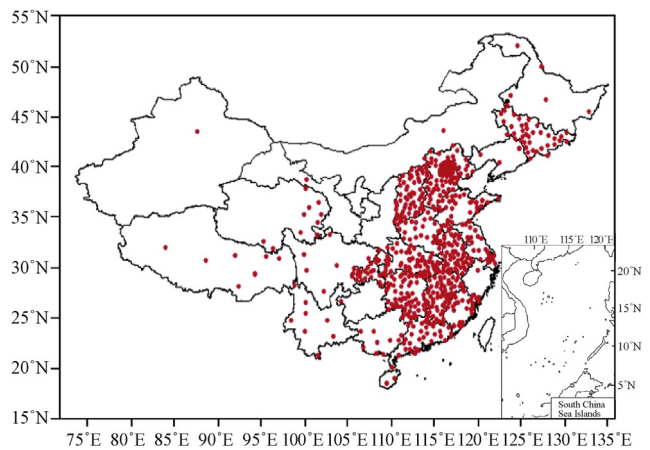 55°N
50°N
45°N
40°N
35°N
30°N
25°N
20°N
15°N
110°E 115°E 120°E
20°N
15°N
10°N
5°N
South China
Sea Islands
75°E 80°E 85°E 90°E 95°E 100°E 105°E 110°E 115°E 120°E 125°E 130°E 135°E